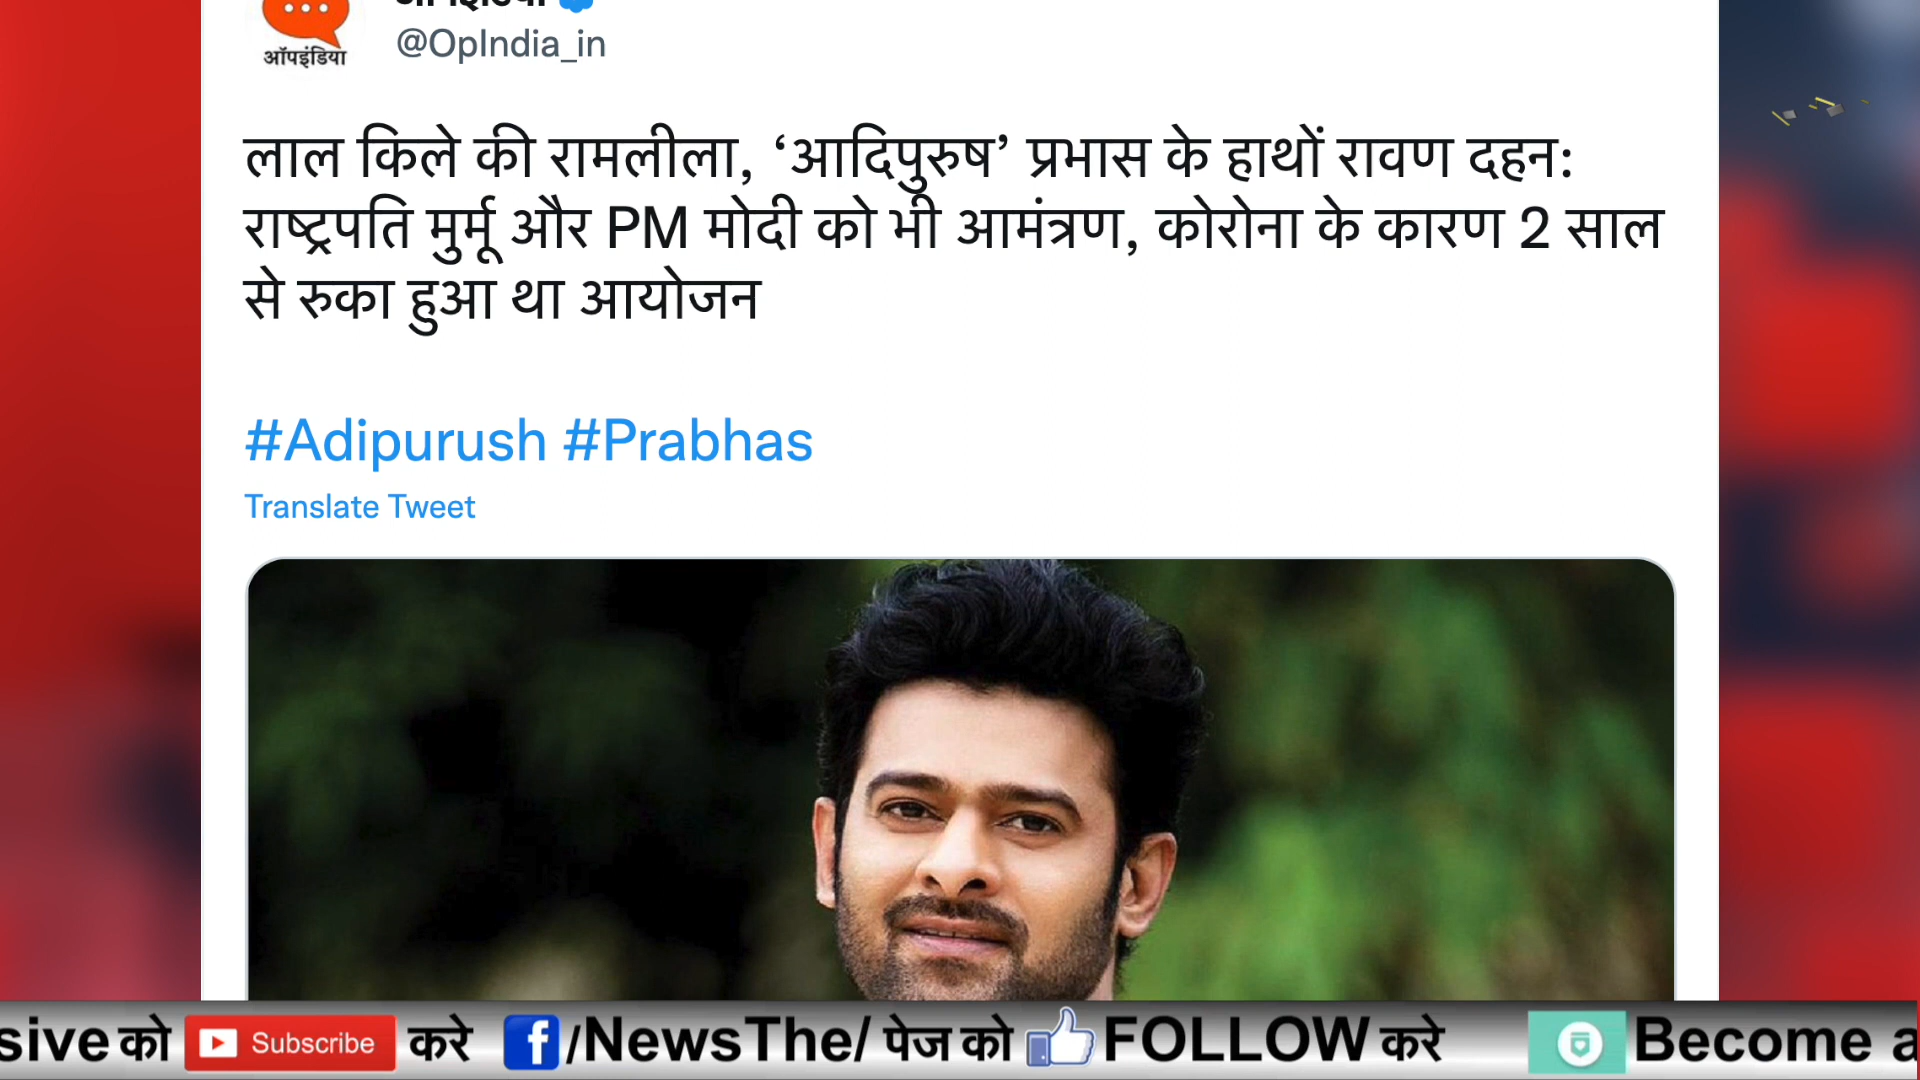 ऑपइंडिया
@OpIndia_in
ऑपइंडिया
लाल किले की रामलीला, ‘आदिपुरुष’ प्रभास के हाथों रावण दहन:
राष्ट्रपति मुर्मू और PM मोदी को भी आमंत्रण, कोरोना के कारण 2 साल
से रुका हुआ था आयोजन
#Adipurush #Prabhas
Translate Tweet
sive को Subscribe करे f/NewsThe/ पेज को FOLLOW करे Become a